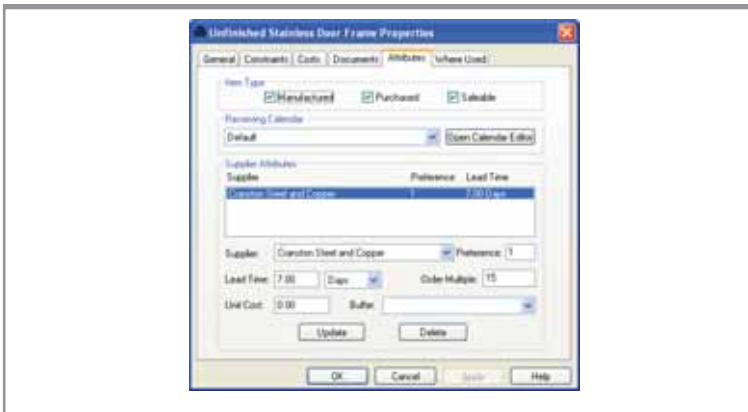 Unfinished Stainless Door Frame Properties
General Constraints Costs Documents Attributes Where Used
Item Type
Manufactured Purchased Saleable
Receiving Calendar
Default Open Calendar Editor
Supplier Attributes
Supplier Preference Lead Time
Cranston Steel and Copper 1 7.00 Days
Supplier: Cranston Steel and Copper Preference: 1
Lead Time: 7.00 Days Order Multiple: 15
Unit Cost: 0.00 Buffer:
Update Delete
OK Cancel Apply Help